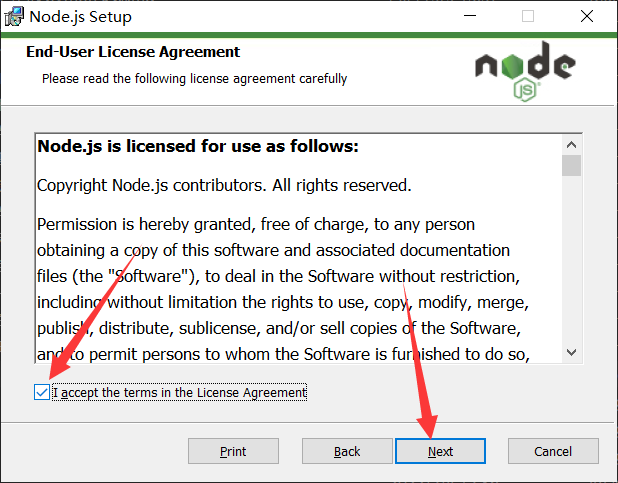 Node.js Setup
End-User License Agreement
Please read the following license agreement carefully
node
JS
Node.js is licensed for use as follows:
Copyright Node.js contributors. All rights reserved.
Permission is hereby granted, free of charge, to any person
obtaining a copy of this software and associated documentation
files (the "Software"), to deal in the Software without restriction,
including without limitation the rights to use, copy, modify, merge,
publish, distribute, sublicense, and/or sell copies of the Software,
and to permit persons to whom the Software is furnished to do so,
I accept the terms in the License Agreement
Print
Back
Next
Cancel